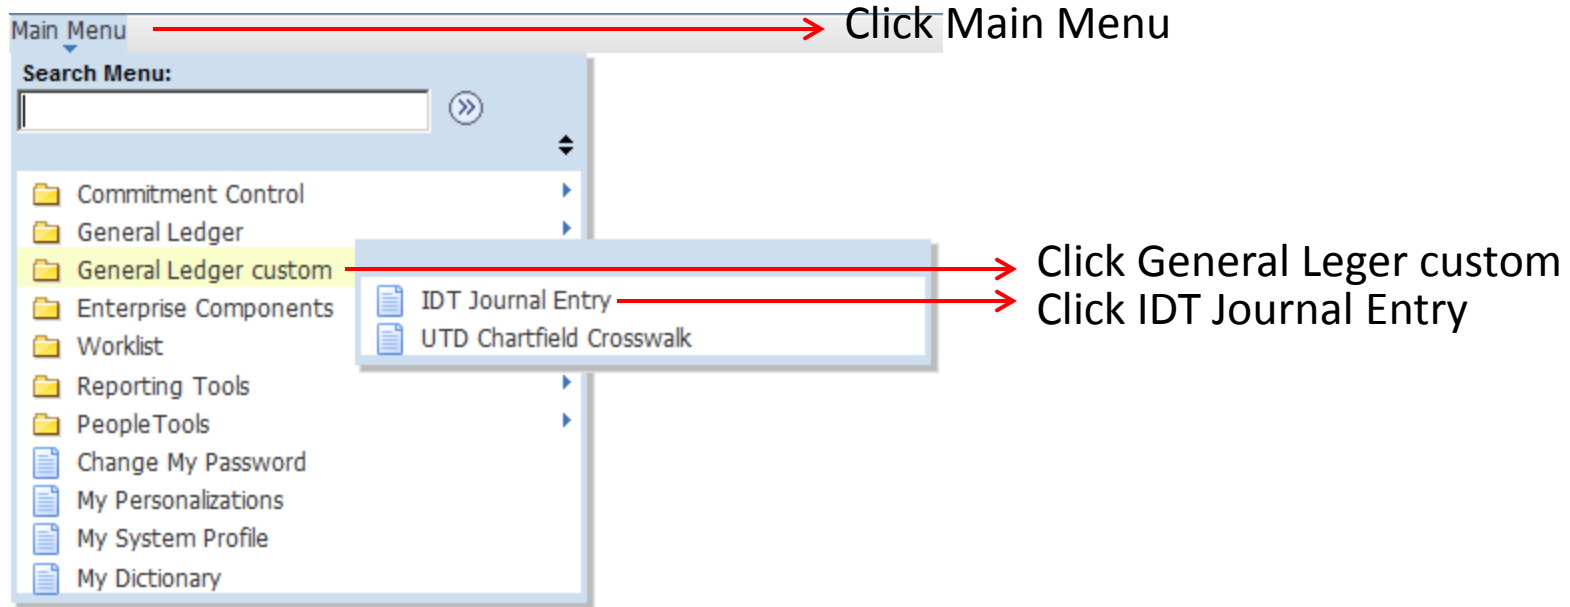 Main Menu
Click Main Menu
Search Menu:
Commitment Control
General Ledger
General Ledger custom
Click General Leger custom
IDT Journal Entry
Click IDT Journal Entry
Enterprise Components
UTD Chartfield Crosswalk
Worklist
Reporting Tools
PeopleTools
Change My Password
My Personalizations
My System Profile
My Dictionary